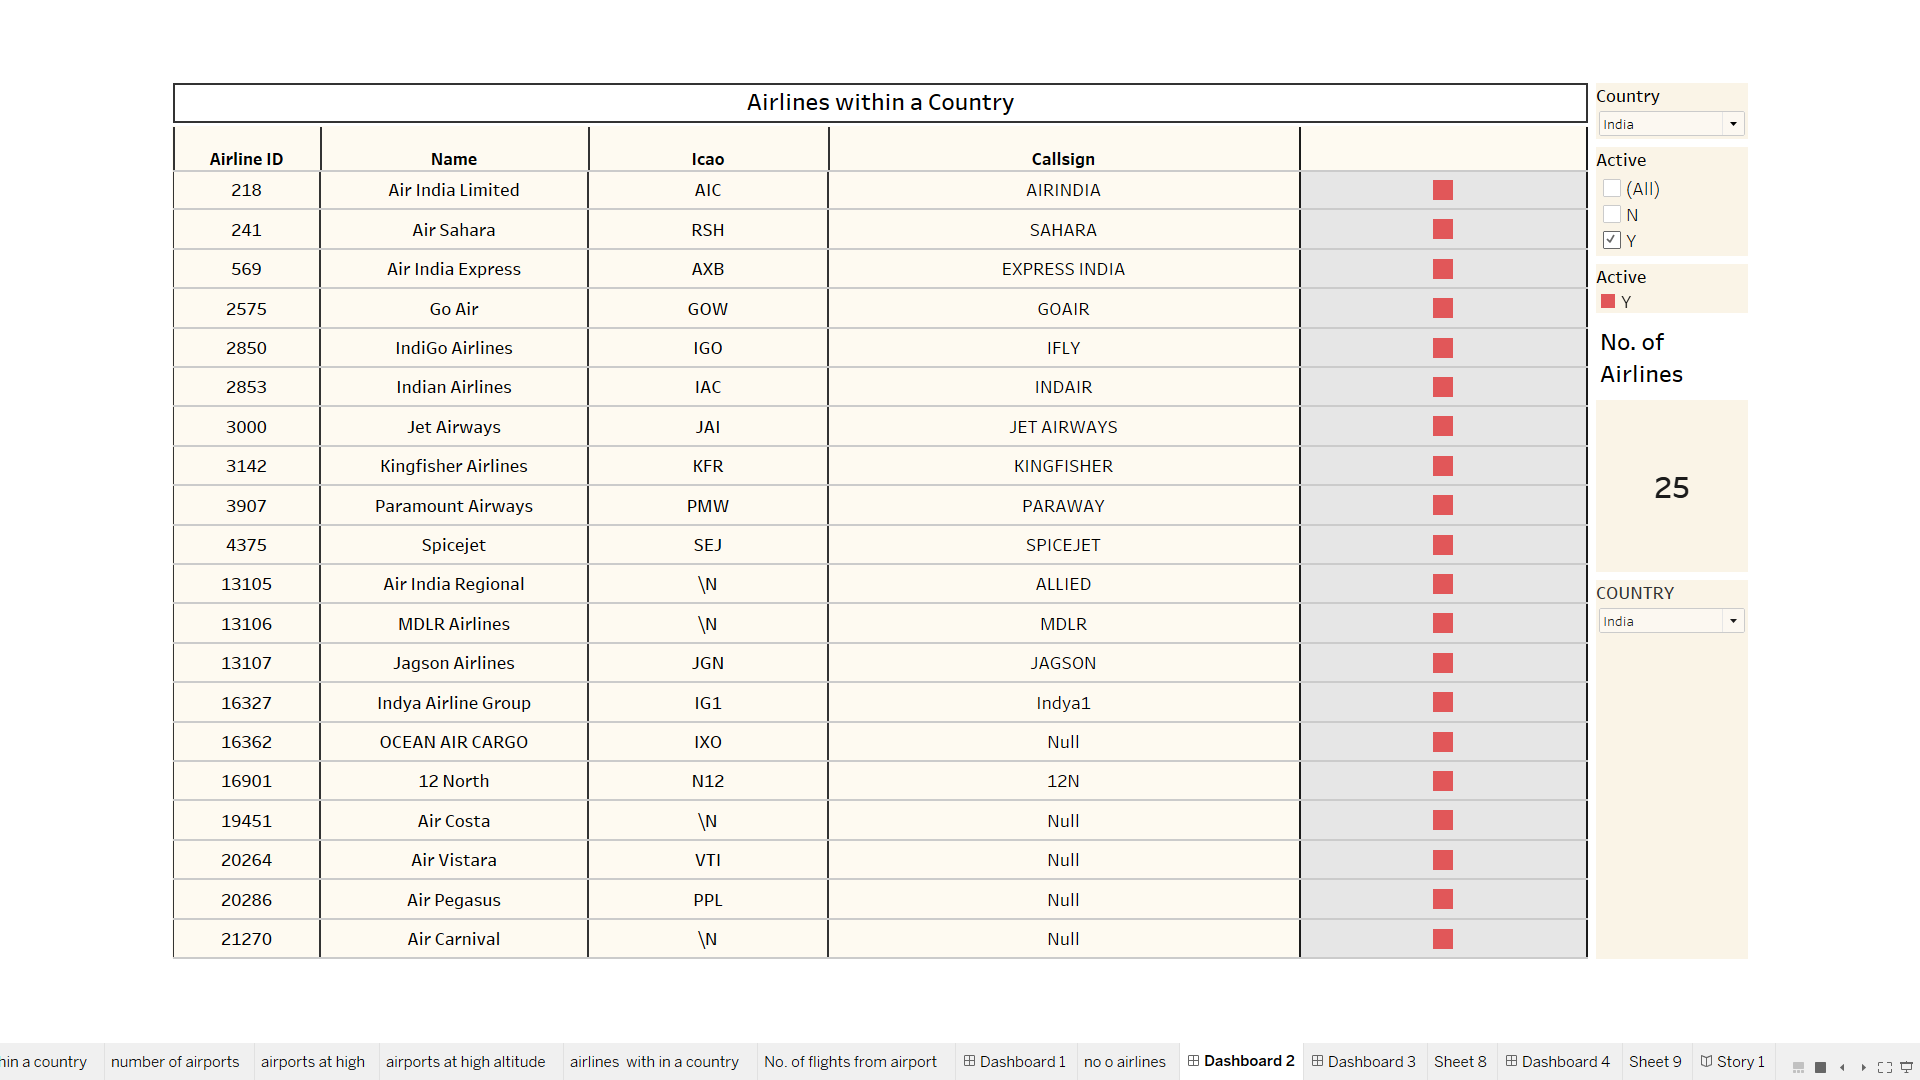 Airlines within a Country
Airline ID Name Icao Callsign
218 Air India Limited AIC AIRINDIA
241 Air Sahara RSH SAHARA
569 Air India Express AXB EXPRESS INDIA
2575 Go Air GOW GOAIR
2850 IndiGo Airlines IGO IFLY
2853 Indian Airlines IAC INDAIR
3000 Jet Airways JAI JET AIRWAYS
3142 Kingfisher Airlines KFR KINGFISHER
3907 Paramount Airways PMW PARAWAY
4375 Spicejet SEJ SPICEJET
13105 Air India Regional \N ALLIED
13106 MDLR Airlines \N MDLR
13107 Jagson Airlines JGN JAGSON
16327 Indya Airline Group IG1 Indya1
16362 OCEAN AIR CARGO IXO Null
16901 12 North N12 12N
19451 Air Costa \N Null
20264 Air Vistara VTI Null
20286 Air Pegasus PPL Null
21270 Air Carnival \N Null
Country
India
Active
(All)
N
Y
Active
Y
No. of
Airlines
25
COUNTRY
India
hin a country number of airports airports at high airports at high altitude airlines with in a country No. of flights from airport Dashboard 1 no o airlines Dashboard 2 Dashboard 3 Sheet 8 Dashboard 4 Sheet 9 Story 1